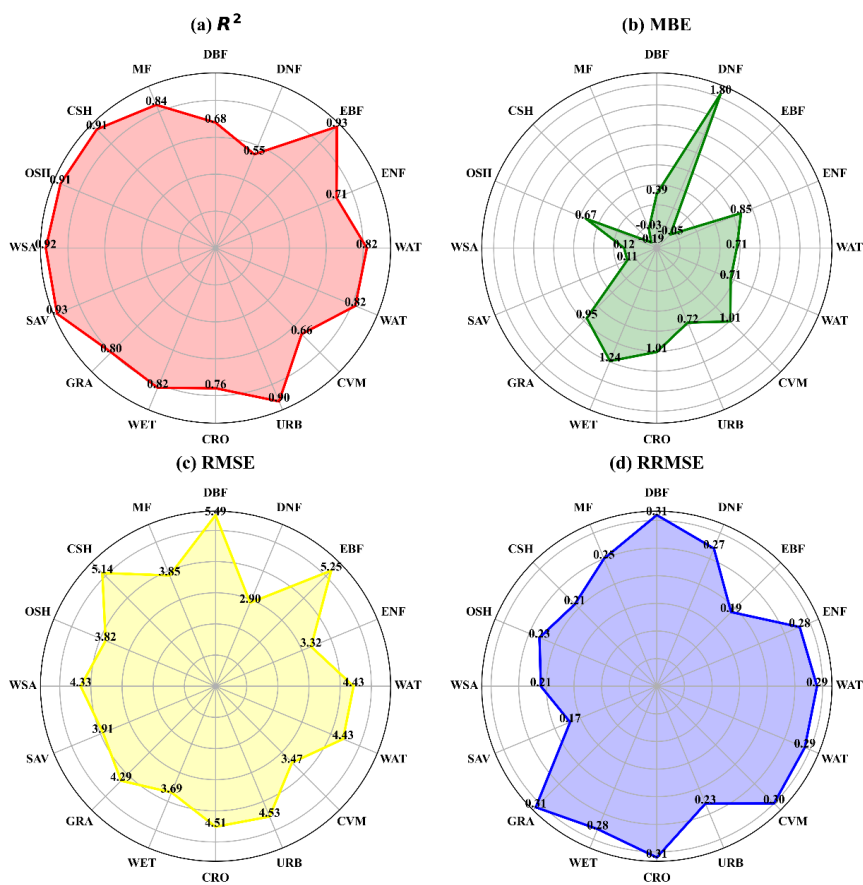 (a) R²
DBF
MF
DNF
CSH
EBF
OSH
ENF
WSA
WAT
SAV
WAT
GRA
CVM
WET
URB
CRO
0.68
0.84
0.55
0.91
0.93
0.91
0.71
0.92
0.82
0.93
0.82
0.80
0.66
0.82
0.90
0.76
(b) MBE
DBF
MF
DNF
CSH
EBF
OSH
ENF
WSA
WAT
SAV
WAT
GRA
CVM
WET
URB
CRO
0.39
-0.03
1.80
-0.19
-0.05
0.67
0.85
0.12
0.71
0.11
0.71
0.95
1.01
1.24
0.72
1.01
(c) RMSE
DBF
MF
DNF
CSH
EBF
OSH
ENF
WSA
WAT
SAV
WAT
GRA
CVM
WET
URB
CRO
5.49
3.85
2.90
5.14
5.25
3.82
3.32
4.33
4.43
3.91
4.43
4.29
3.47
3.69
4.53
4.51
(d) RRMSE
DBF
MF
DNF
CSH
EBF
OSH
ENF
WSA
WAT
SAV
WAT
GRA
CVM
WET
URB
CRO
0.31
0.25
0.27
0.21
0.19
0.23
0.28
0.21
0.29
0.17
0.29
0.31
0.30
0.28
0.23
0.31